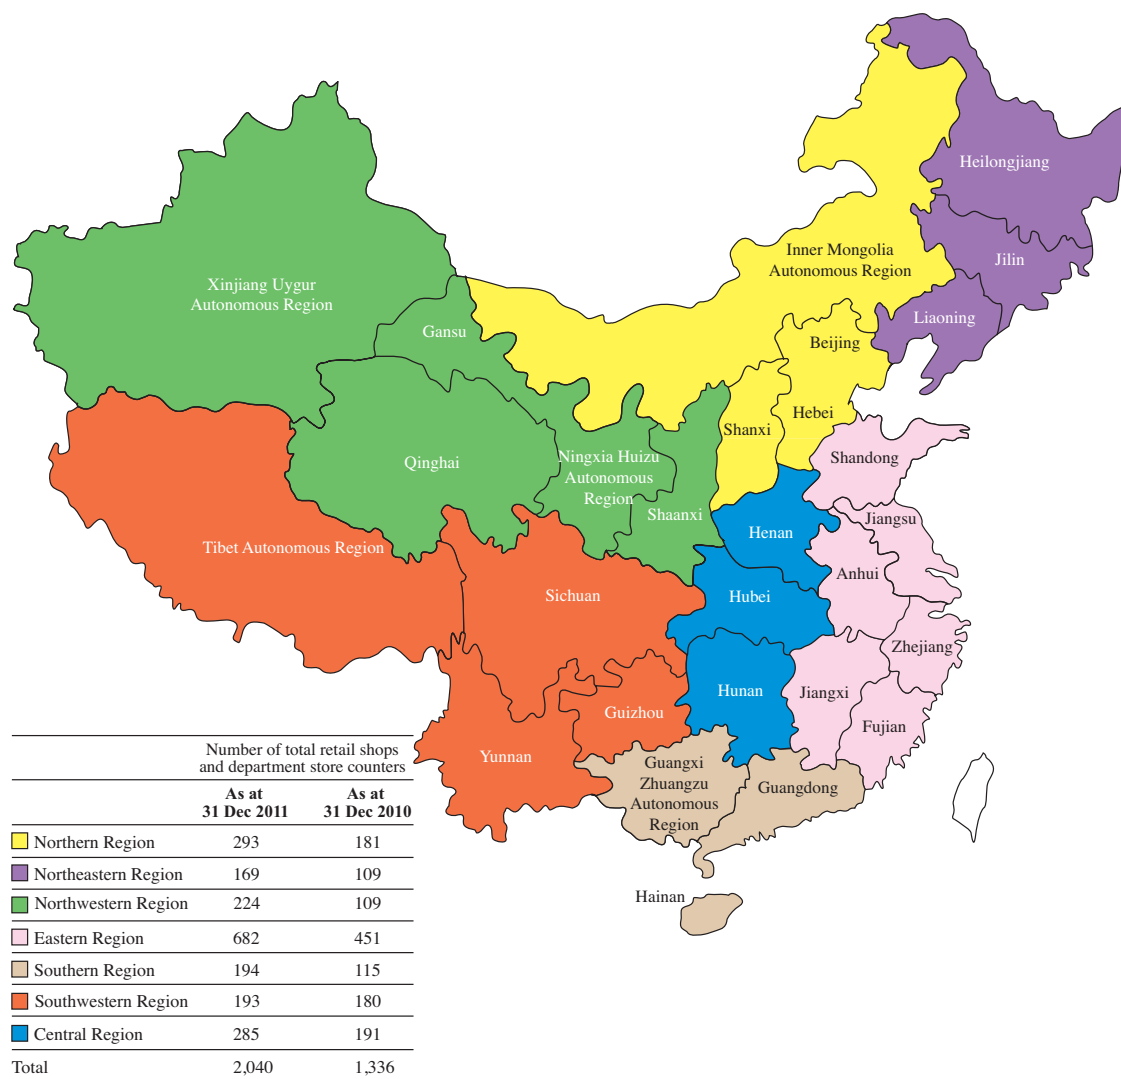 Heilongjiang
Inner Mongolia
Autonomous Region
Jilin
Xinjiang Uygur
Autonomous Region
Liaoning
Gansu
Beijing
Hebei
Shanxi
Shandong
Qinghai
Ningxia Huizu
Autonomous
Region
Shaanxi
Jiangsu
Henan
Tibet Autonomous Region
Anhui
Sichuan
Hubei
Zhejiang
Hunan
Jiangxi
Guizhou
Fujian
Yunnan
Guangxi
Zhuangzu
Autonomous
Region
Guangdong
Hainan
Number of total retail shops
and department store counters
As at
31 Dec 2011
As at
31 Dec 2010
Northern Region 293 181
Northeastern Region 169 109
Northwestern Region 224 109
Eastern Region 682 451
Southern Region 194 115
Southwestern Region 193 180
Central Region 285 191
Total 2,040 1,336